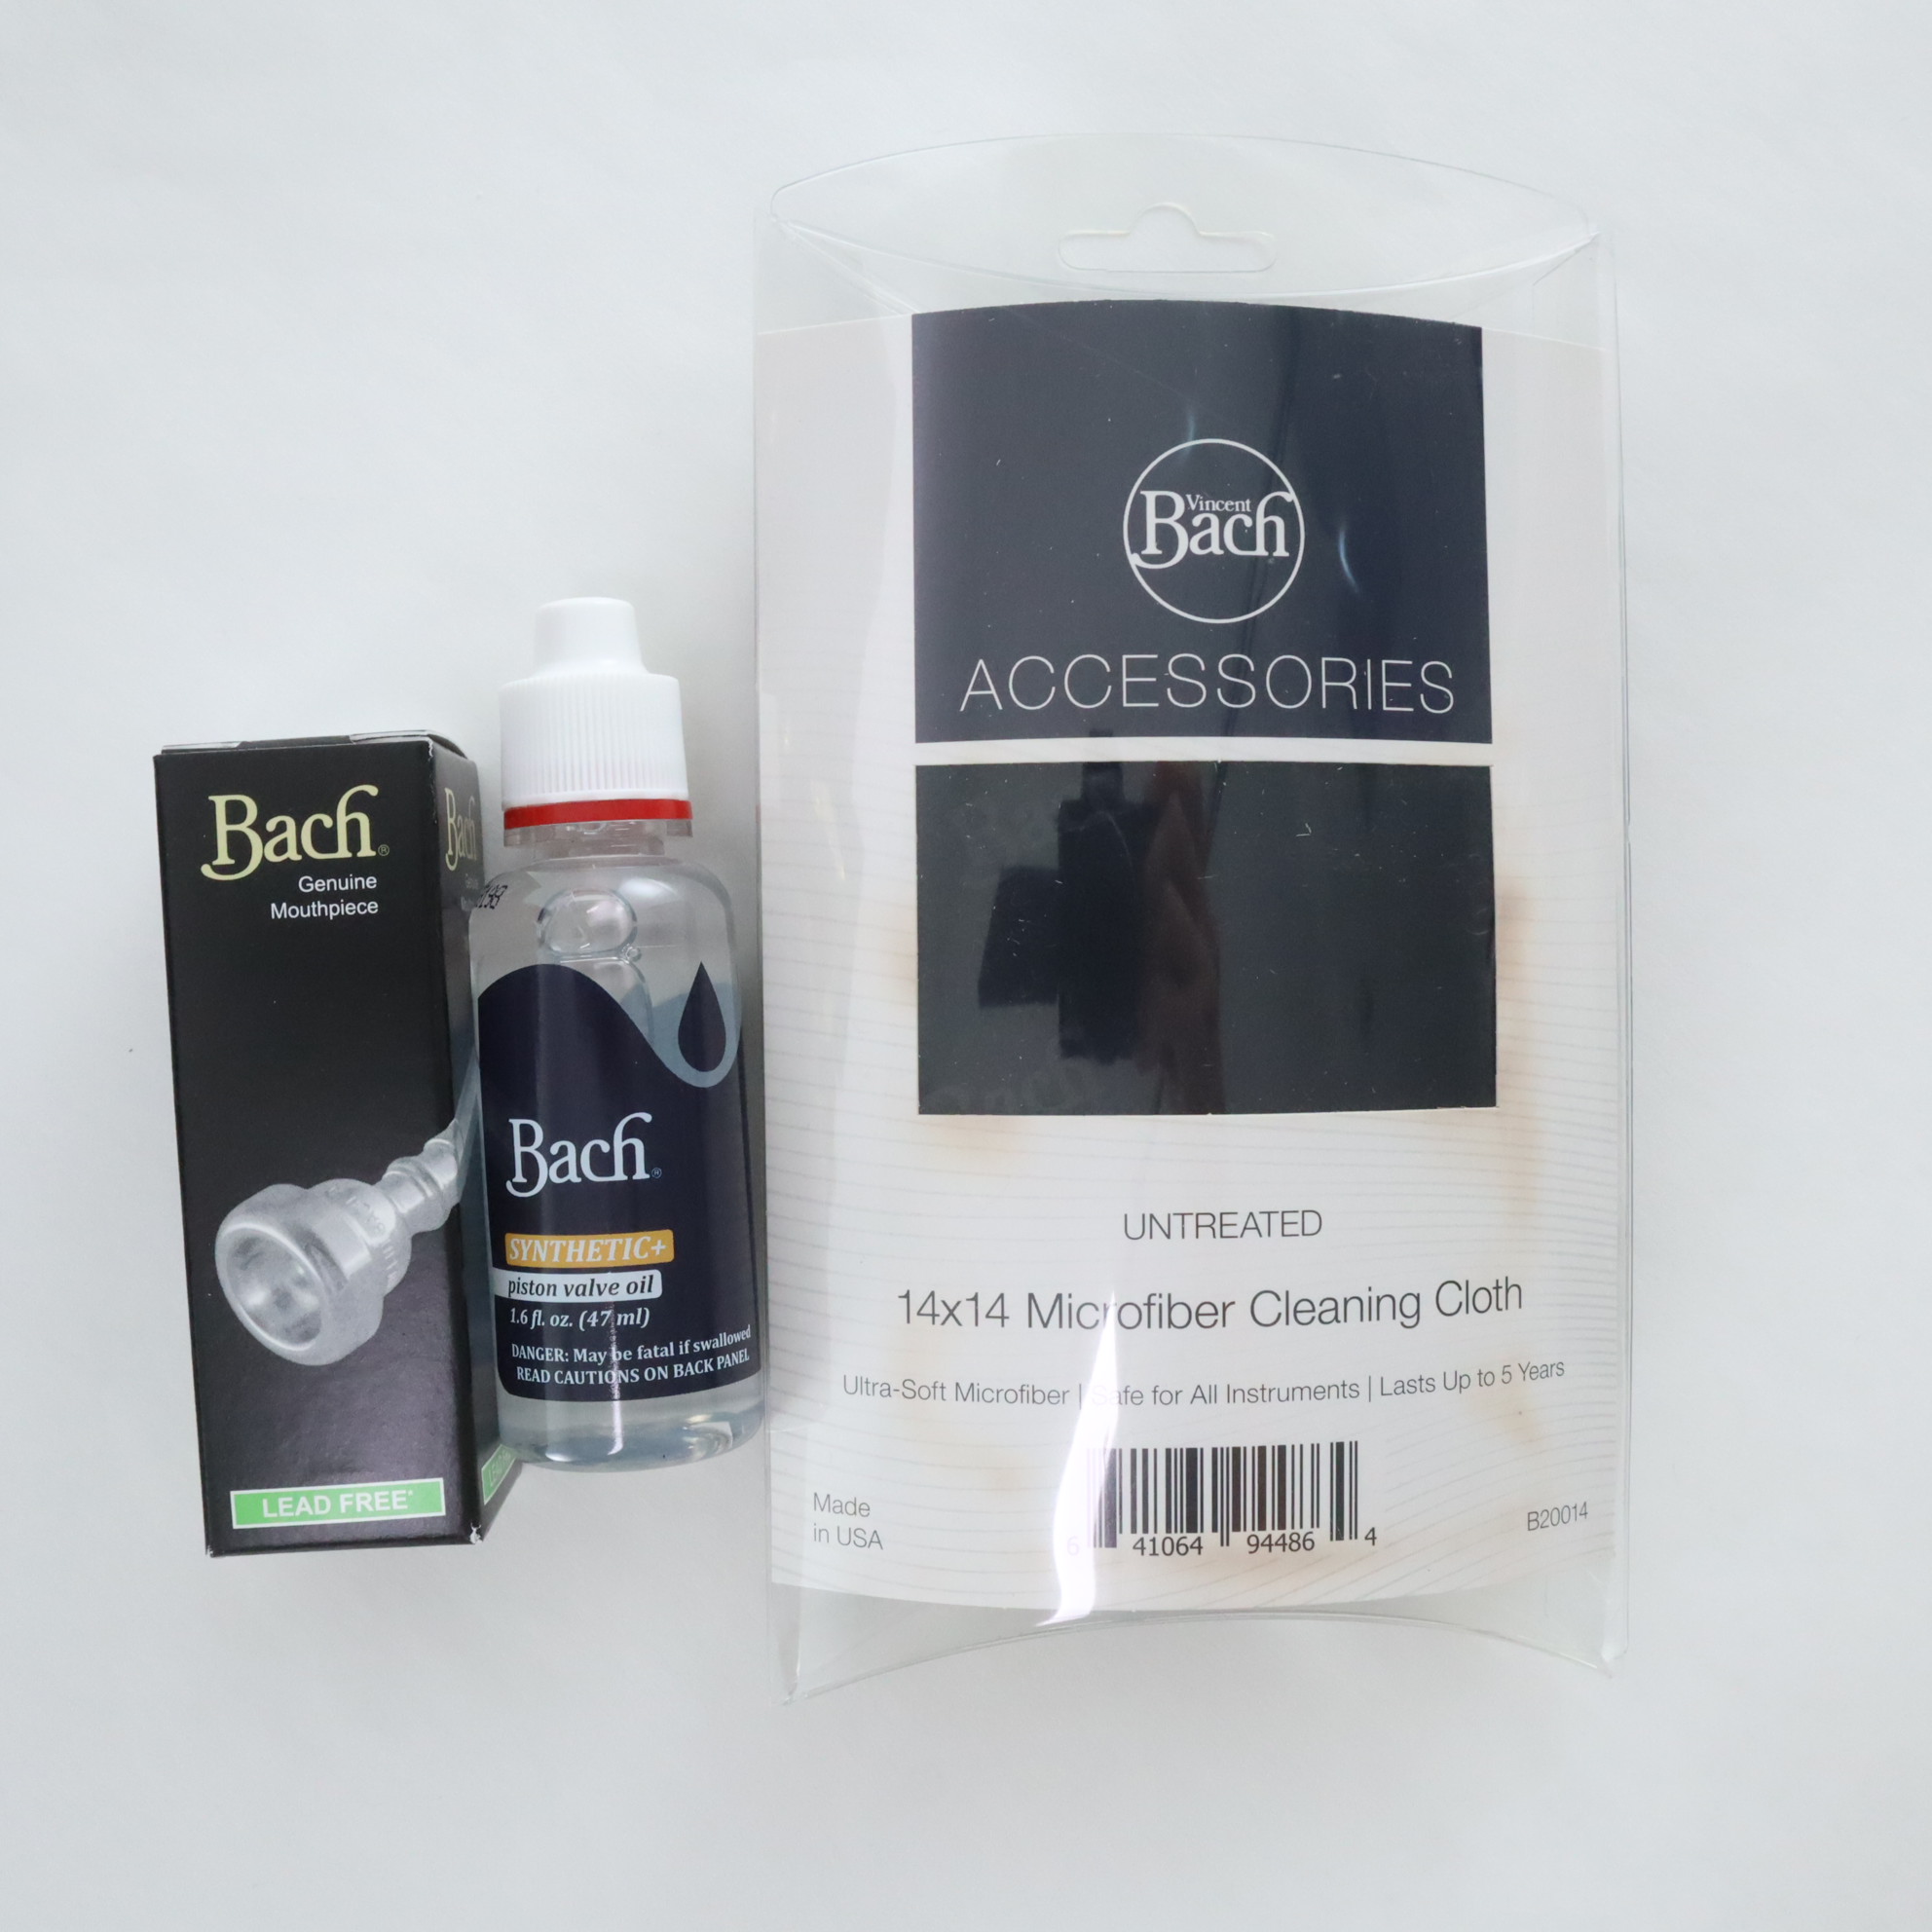 Bach®
Genuine
Mouthpiece
LEAD FREE*
Bach
Bach®
SYNTHETIC+
piston valve oil
1.6 fl. oz. (47 ml)
DANGER: May be fatal if swallowed
READ CAUTIONS ON BACK PANEL
Vincent
Bach
ACCESSORIES
UNTREATED
14x14 Microfiber Cleaning Cloth
Ultra-Soft Microfiber | Safe for All Instruments | Lasts Up to 5 Years
Made
in USA
6 41064 94486 4
B20014